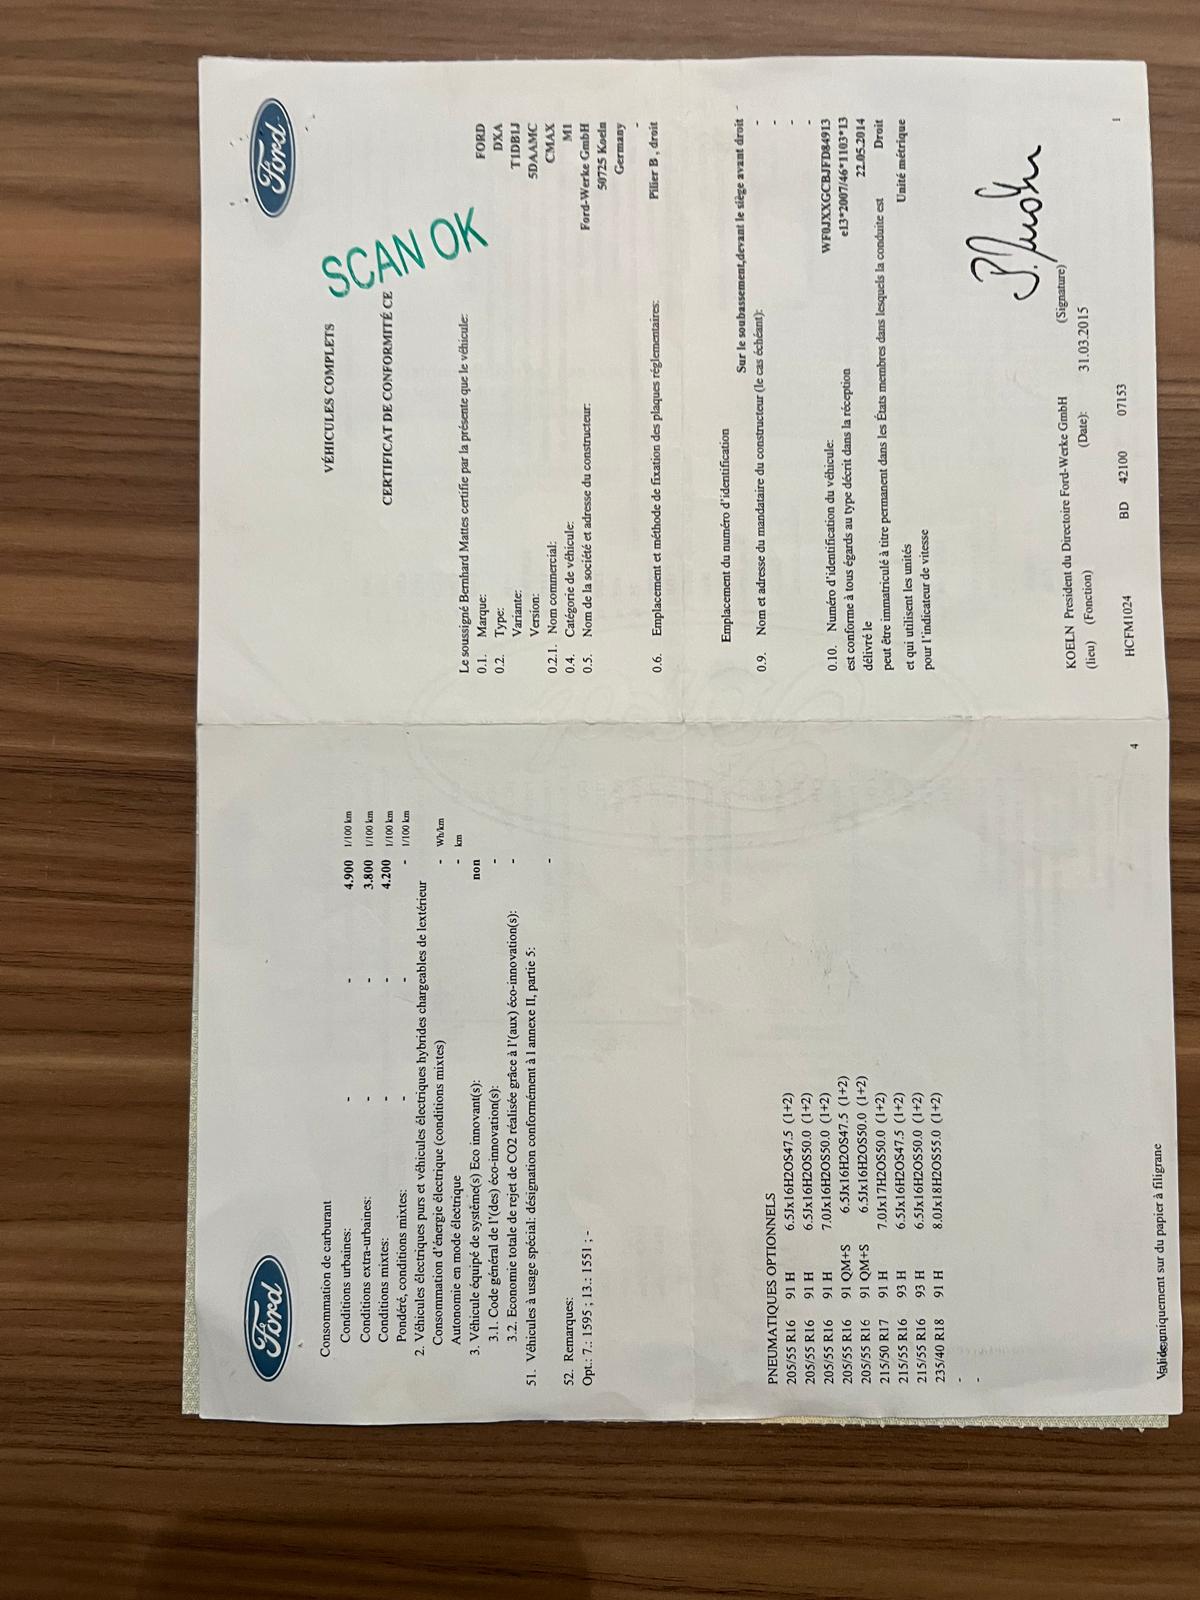 Ford
Consommation de carburant
Conditions urbaines: - - 4.900 l/100 km
Conditions extra-urbaines: - - 3.800 l/100 km
Conditions mixtes: - - 4.200 l/100 km
Pondéré, conditions mixtes: - - - l/100 km
2. Véhicules électriques purs et véhicules électriques hybrides chargeables de lextérieur
Consommation d'énergie électrique (conditions mixtes) - Wh/km
Autonomie en mode électrique - km
3. Véhicule équipé de système(s) Eco innovant(s): non
3.1. Code général de l'(des) éco-innovation(s): -
3.2. Economie totale de rejet de CO2 réalisée grâce à l'(aux) éco-innovation(s): -
51. Véhicules à usage spécial: désignation conformément à l annexe II, partie 5: -
52. Remarques:
Opt.: 7.: 1595 ; 13.: 1551 ; -
PNEUMATIQUES OPTIONNELS
205/55 R16 91 H 6.5Jx16H2OS47.5 (1+2)
205/55 R16 91 H 6.5Jx16H2OS50.0 (1+2)
205/55 R16 91 H 7.0Jx16H2OS50.0 (1+2)
205/55 R16 91 QM+S 6.5Jx16H2OS47.5 (1+2)
205/55 R16 91 QM+S 6.5Jx16H2OS50.0 (1+2)
215/50 R17 91 H 7.0Jx17H2OS50.0 (1+2)
215/55 R16 93 H 6.5Jx16H2OS47.5 (1+2)
215/55 R16 93 H 6.5Jx16H2OS50.0 (1+2)
235/40 R18 91 H 8.0Jx18H2OS55.0 (1+2)
-
-
4
uniquement sur du papier à filigrane
Ford
VÉHICULES COMPLETS
SCAN OK
CERTIFICAT DE CONFORMITÉ CE
Le soussigné Bernhard Mattes certifie par la présente que le véhicule:
0.1. Marque: FORD
0.2. Type: DXA
Variante: T1DB1J
Version: 5DAAMC
0.2.1. Nom commercial: CMAX
0.4. Catégorie de véhicule: M1
0.5. Nom de la société et adresse du constructeur: Ford-Werke GmbH
50725 Koeln
Germany
-
0.6. Emplacement et méthode de fixation des plaques réglementaires: Pilier B , droit
Emplacement du numéro d'identification
Sur le soubassement,devant le siège avant droit -
0.9. Nom et adresse du mandataire du constructeur (le cas échéant): -
-
-
-
0.10. Numéro d'identification du véhicule: WF0JXXGCBJFD84913
est conforme à tous égards au type décrit dans la réception e13*2007/46*1103*13
délivré le 22.05.2014
peut être immatriculé à titre permanent dans les États membres dans lesquels la conduite est Droit
et qui utilisent les unités Unité métrique
pour l'indicateur de vitesse
KOELN President du Directoire Ford-Werke GmbH (Signature)
(lieu) (Fonction) (Date): 31.03.2015
HCFM1024 BD 42100 07153
1